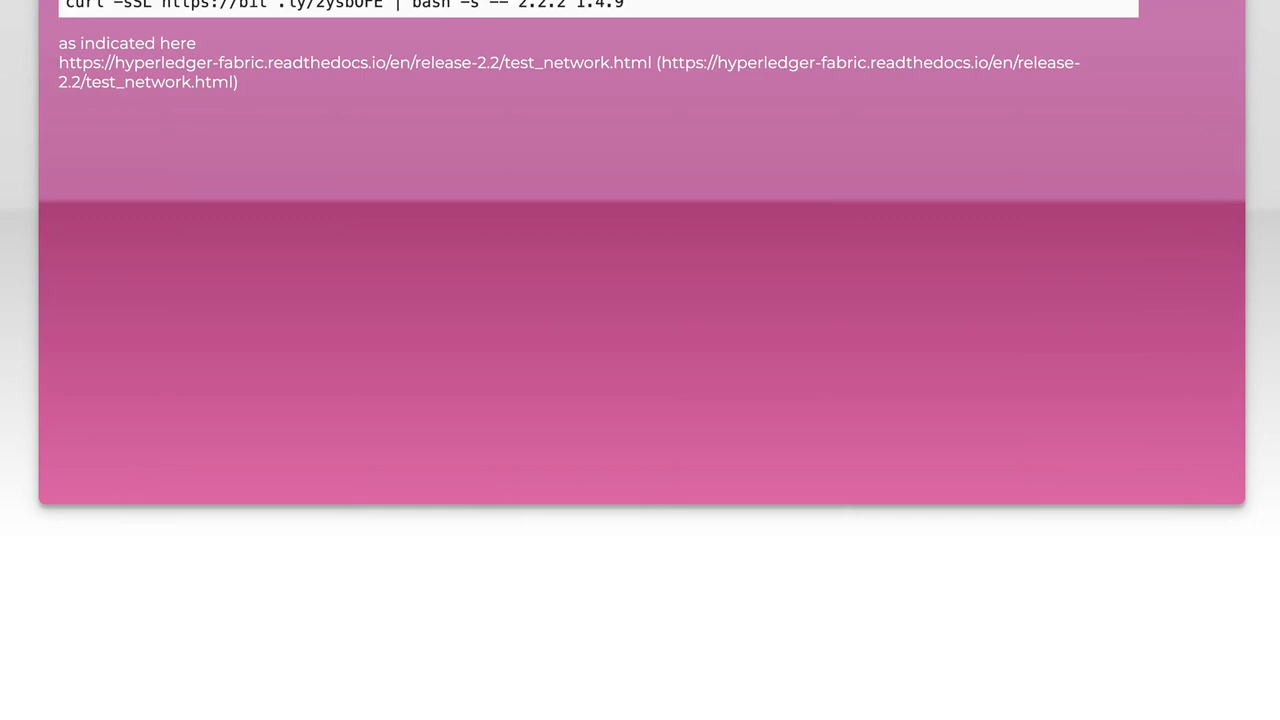 curl -sSL https://bit .ly/2ysbOFE | bash -s -- 2.2.2 1.4.9
as indicated here
https://hyperledger-fabric.readthedocs.io/en/release-2.2/test_network.html (https://hyperledger-fabric.readthedocs.io/en/release-
2.2/test_network.html)